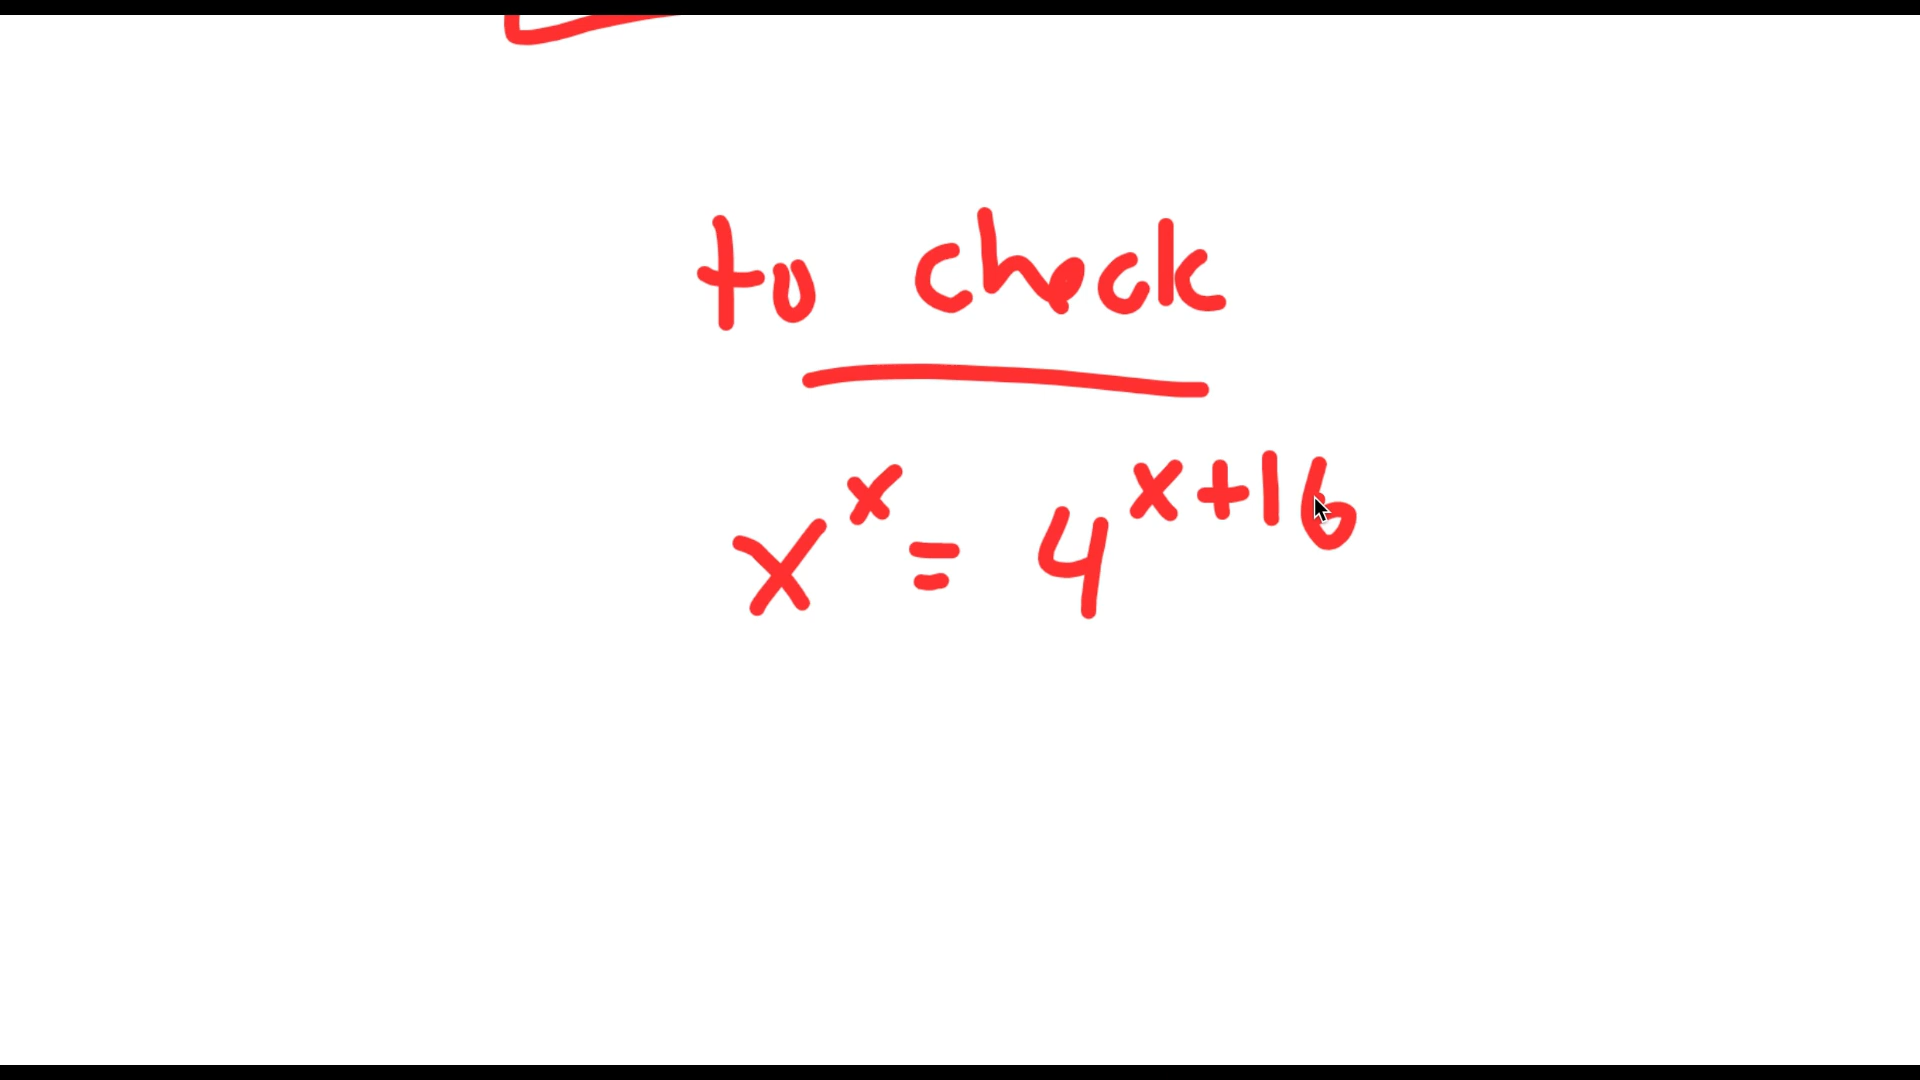 to check
x^x = 4^{x+16}